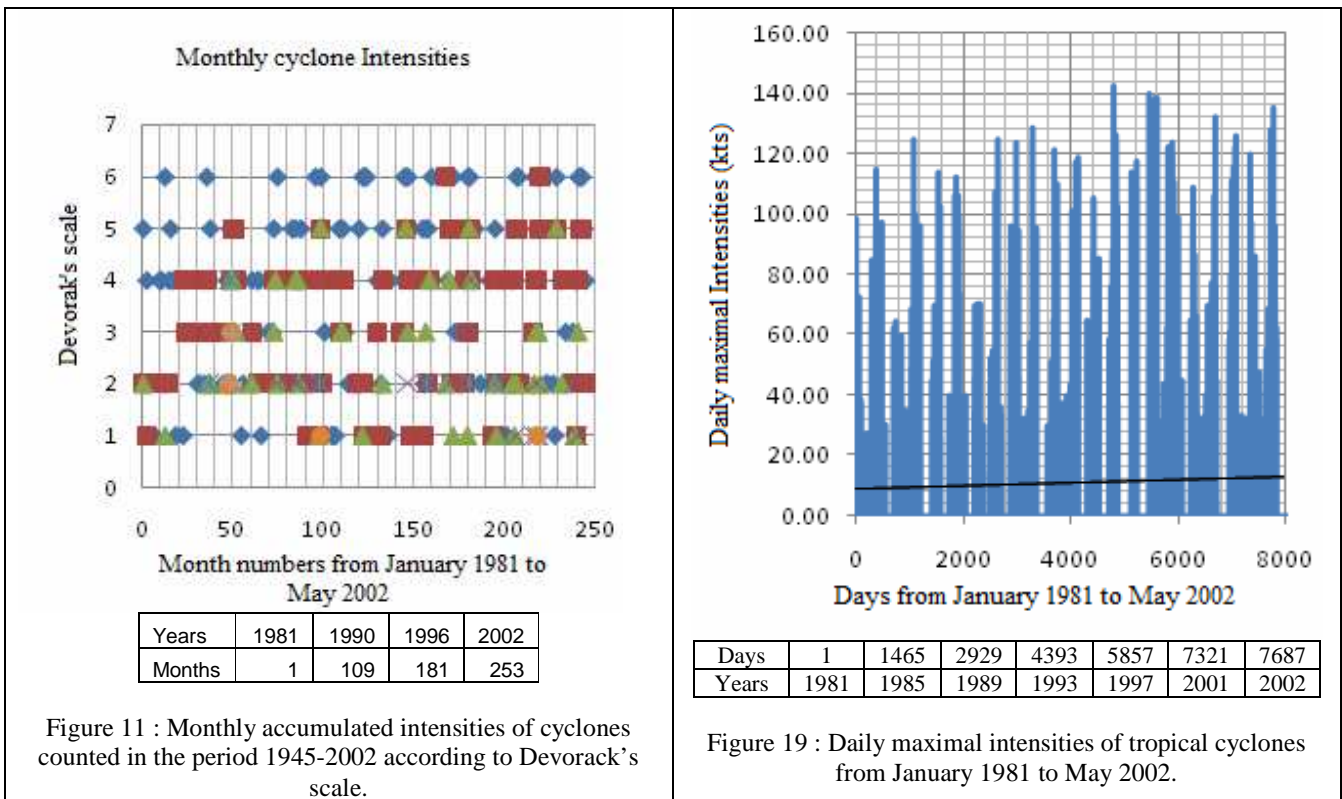 Monthly cyclone Intensities
7
6
5
4
3
2
1
0
Devorak's scale
0 50 100 150 200 250
Month numbers from January 1981 to
May 2002
Years 1981 1990 1996 2002
Months 1 109 181 253
Figure 11 : Monthly accumulated intensities of cyclones
counted in the period 1945-2002 according to Devorack's
scale.
160.00
140.00
120.00
100.00
80.00
60.00
40.00
20.00
0.00
Daily maximal Intensities (kts)
0 2000 4000 6000 8000
Days from January 1981 to May 2002
Days 1 1465 2929 4393 5857 7321 7687
Years 1981 1985 1989 1993 1997 2001 2002
Figure 19 : Daily maximal intensities of tropical cyclones
from January 1981 to May 2002.